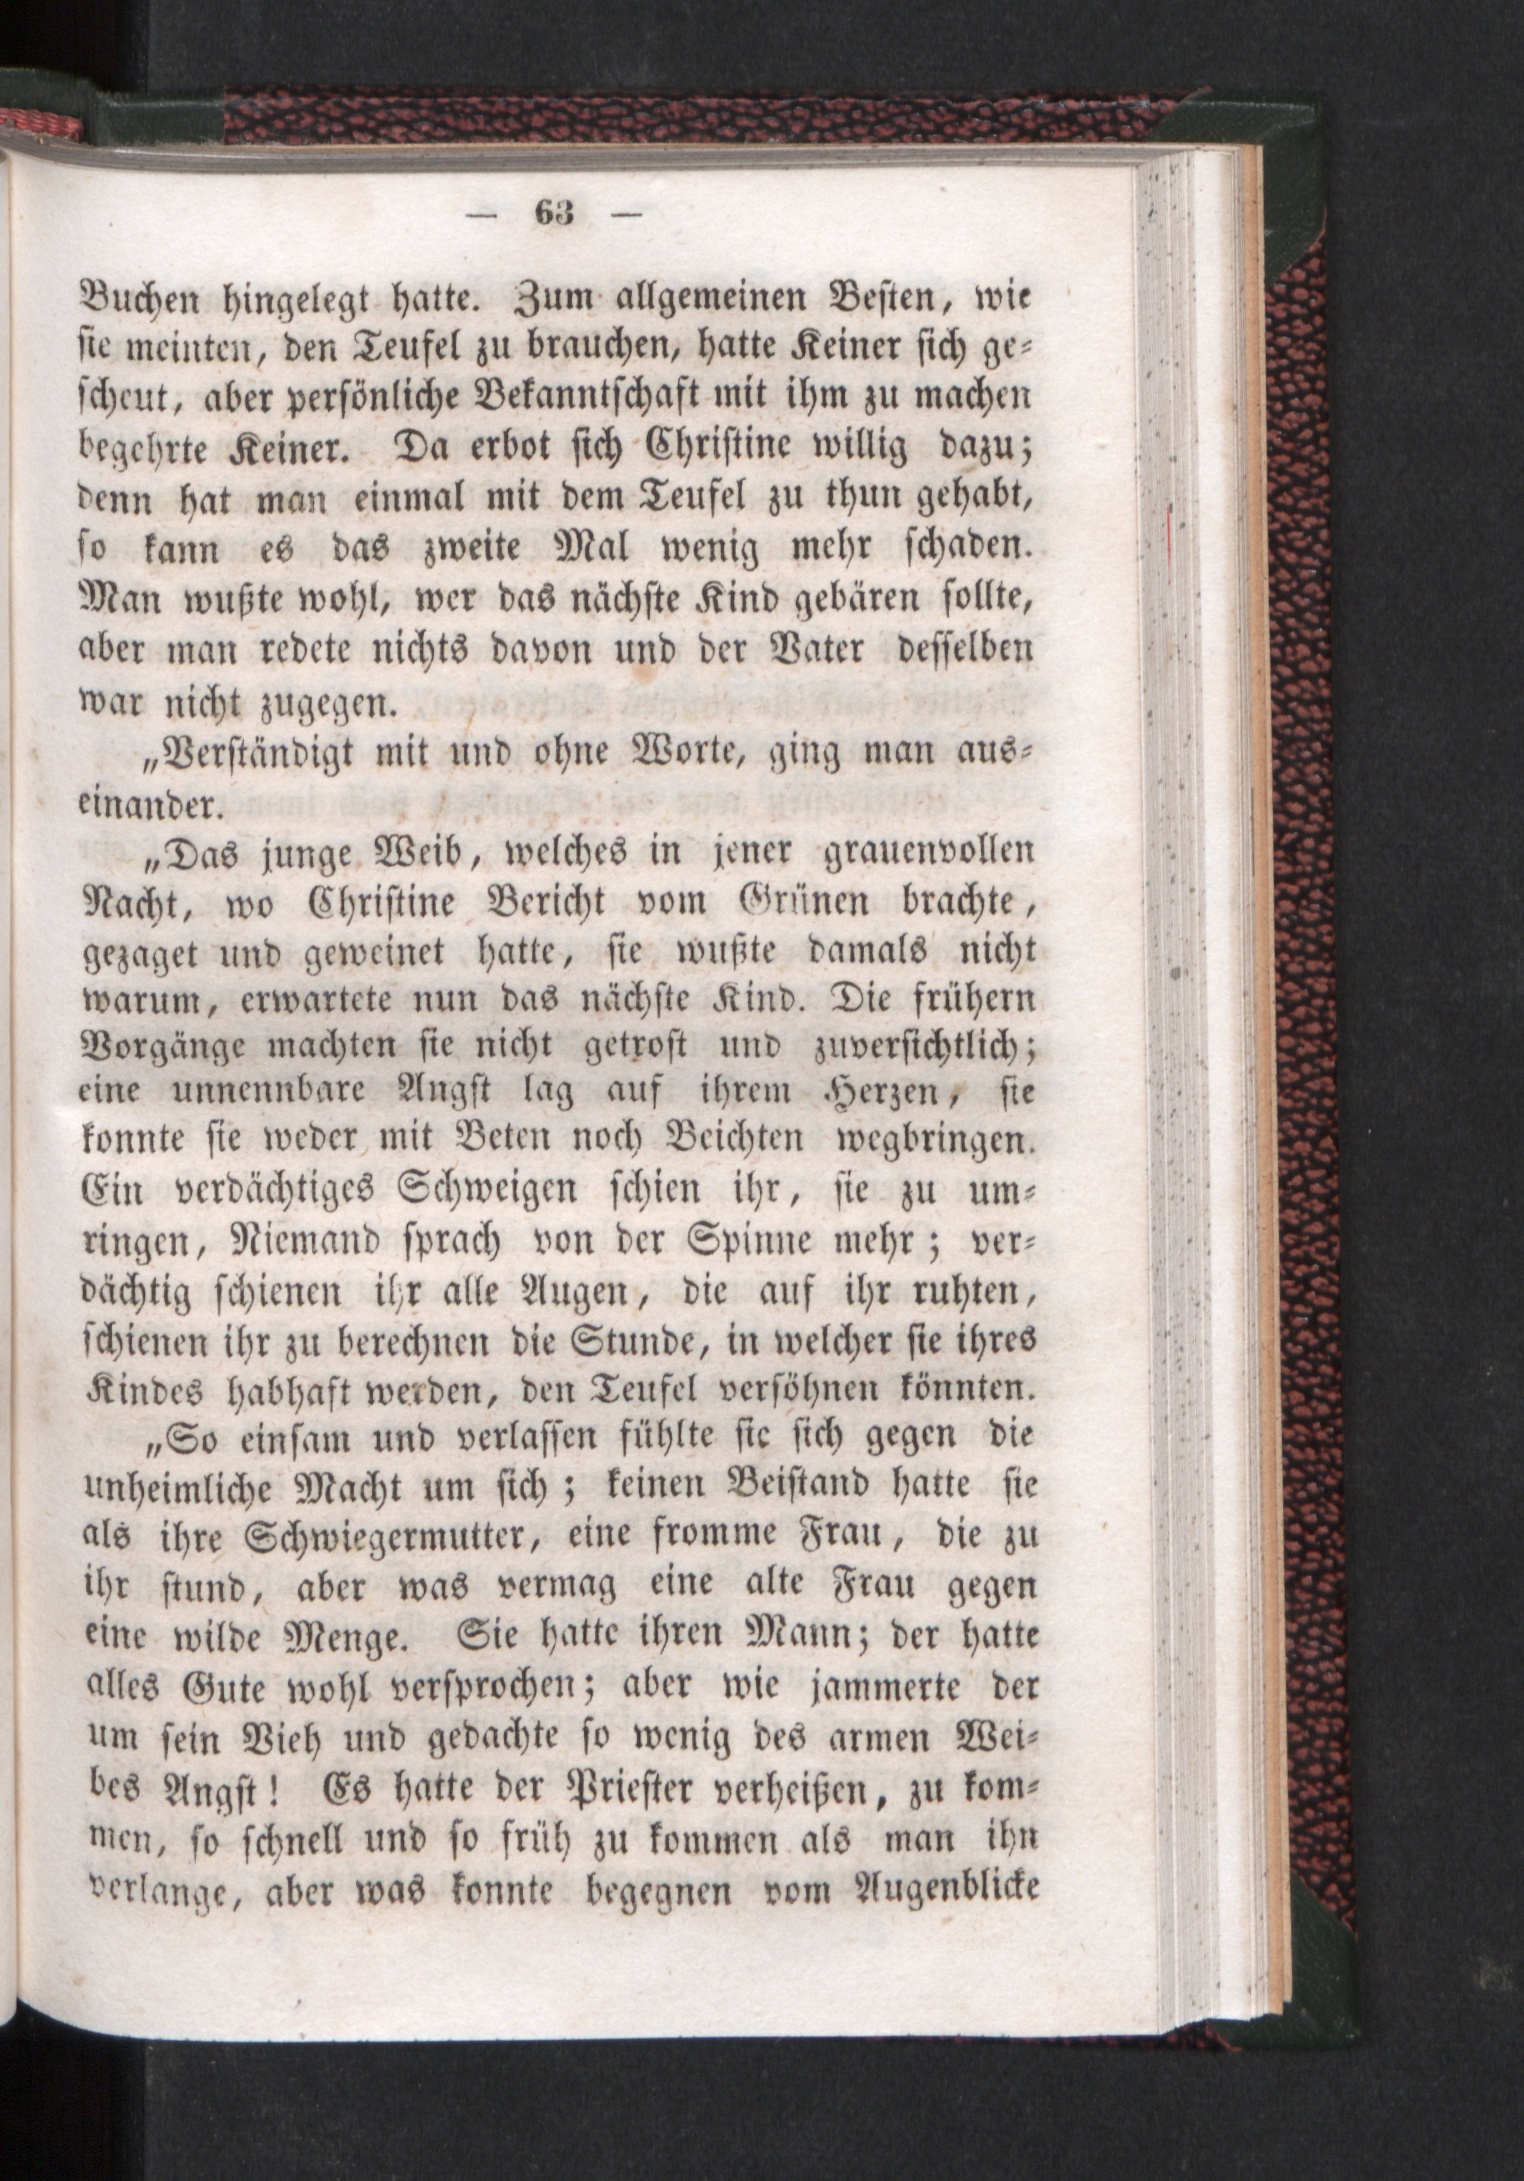 — 63 —
Buchen hingelegt hatte. Zum allgemeinen Besten, wie
sie meinten, den Teufel zu brauchen, hatte Keiner sich ge-
scheut, aber persönliche Bekanntschaft mit ihm zu machen
begehrte Keiner. Da erbot sich Christine willig dazu;
denn hat man einmal mit dem Teufel zu thun gehabt,
so kann es das zweite Mal wenig mehr schaden.
Man wußte wohl, wer das nächste Kind gebären sollte,
aber man redete nichts davon und der Vater desselben
war nicht zugegen.
„Verständigt mit und ohne Worte, ging man aus-
einander.
„Das junge Weib, welches in jener grauenvollen
Nacht, wo Christine Bericht vom Grünen brachte,
gezaget und geweinet hatte, sie wußte damals nicht
warum, erwartete nun das nächste Kind. Die frühern
Vorgänge machten sie nicht getrost und zuversichtlich;
eine unnennbare Angst lag auf ihrem Herzen, sie
konnte sie weder mit Beten noch Beichten wegbringen.
Ein verdächtiges Schweigen schien ihr, sie zu um-
ringen, Niemand sprach von der Spinne mehr; ver-
dächtig schienen ihr alle Augen, die auf ihr ruhten,
schienen ihr zu berechnen die Stunde, in welcher sie ihres
Kindes habhaft werden, den Teufel versöhnen könnten.
„So einsam und verlassen fühlte sie sich gegen die
unheimliche Macht um sich; keinen Beistand hatte sie
als ihre Schwiegermutter, eine fromme Frau, die zu
ihr stund, aber was vermag eine alte Frau gegen
eine wilde Menge. Sie hatte ihren Mann; der hatte
alles Gute wohl versprochen; aber wie jammerte der
um sein Vieh und gedachte so wenig des armen Wei-
bes Angst! Es hatte der Priester verheißen, zu kom-
men, so schnell und so früh zu kommen als man ihn
verlange, aber was konnte begegnen vom Augenblicke